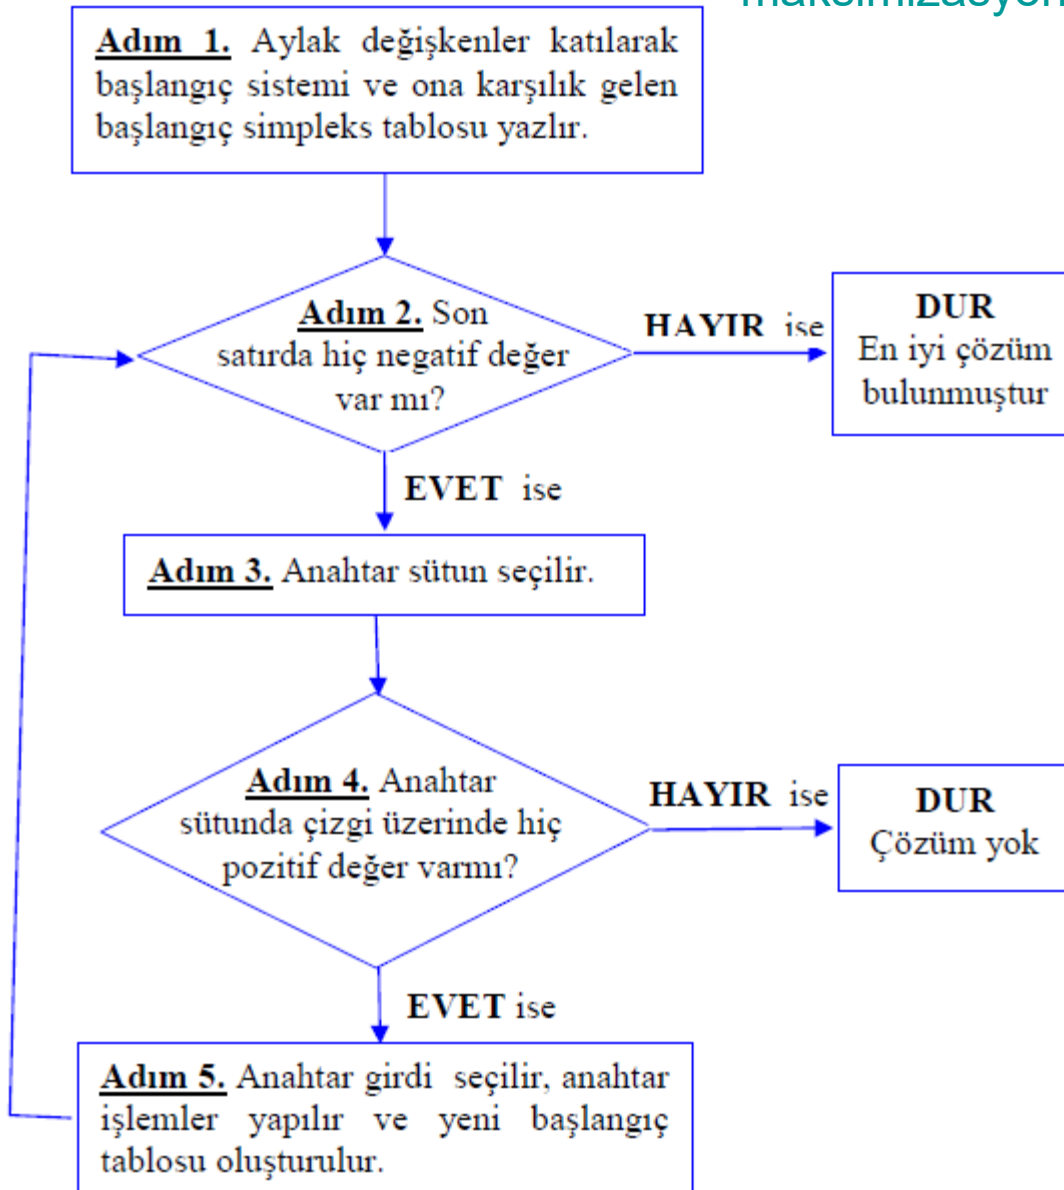 maksimizasyon
Adım 1. Aylak değişkenler katılarak
başlangıç sistemi ve ona karşılık gelen
başlangıç simpleks tablosu yazlır.
Adım 2. Son
satırda hiç negatif değer
var mı?
HAYIR ise
DUR
En iyi çözüm
bulunmuştur
EVET ise
Adım 3. Anahtar sütun seçilir.
Adım 4. Anahtar
sütunda çizgi üzerinde hiç
pozitif değer varmı?
HAYIR ise
DUR
Çözüm yok
EVET ise
Adım 5. Anahtar girdi seçilir, anahtar
işlemler yapılır ve yeni başlangıç
tablosu oluşturulur.